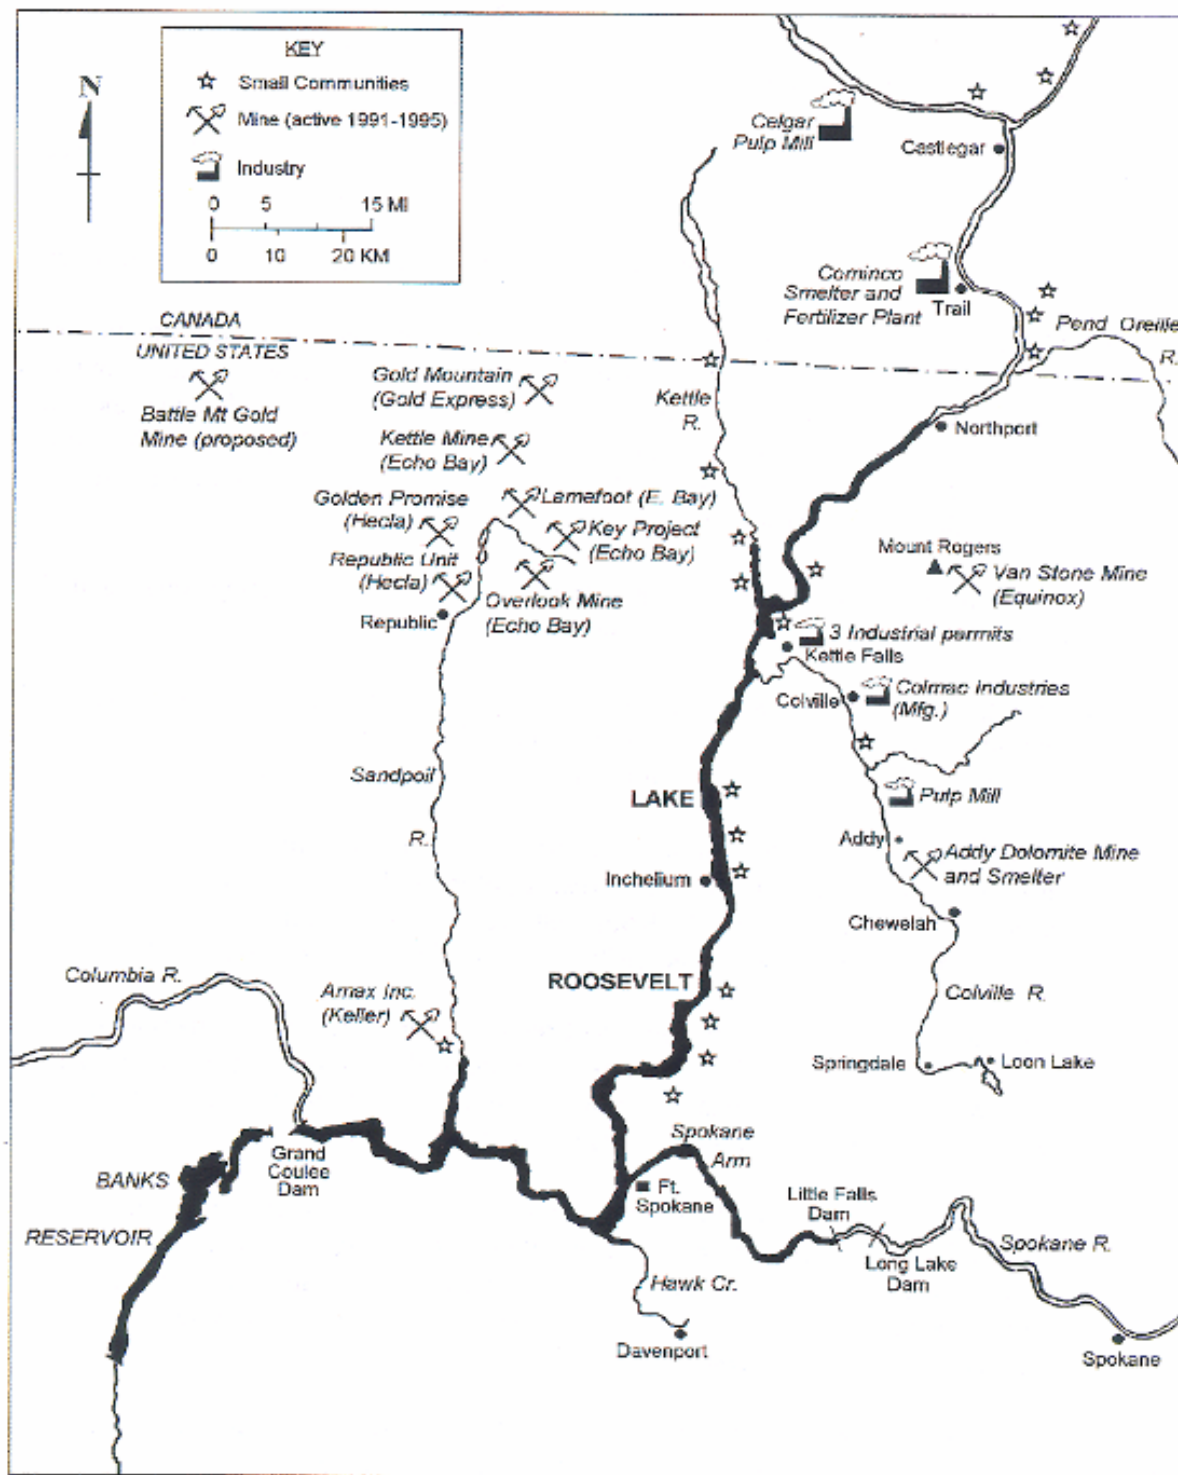 KEY
Small Communities
Mine (active 1991-1995)
Industry
0 5 15 MI
0 10 20 KM
N
Celgar
Pulp Mill
Castlegar
Cominco
Smelter and
Fertilizer Plant
Trail
CANADA
UNITED STATES
Pend Oreille
R.
Battle Mt Gold
Mine (proposed)
Gold Mountain
(Gold Express)
Kettle
R.
Northport
Kettle Mine
(Echo Bay)
Golden Promise
(Hecla)
Lamefoot (E. Bay)
Key Project
(Echo Bay)
Republic Unit
(Hecla)
Overlook Mine
(Echo Bay)
Republic
Mount Rogers
Van Stone Mine
(Equinox)
3 Industrial permits
Kettle Falls
Colville
Colmac Industries
(Mfg.)
Sandpoil
R.
LAKE
Pulp Mill
Addy
Addy Dolomite Mine
and Smelter
Inchelium
Chewelah
Columbia R.
ROOSEVELT
Amax Inc.
(Keller)
Colville R.
Springdale
Loon Lake
Grand
Coulee
Dam
BANKS
RESERVOIR
Spokane
Arm
Ft.
Spokane
Little Falls
Dam
Long Lake
Dam
Spokane R.
Hawk Cr.
Davenport
Spokane